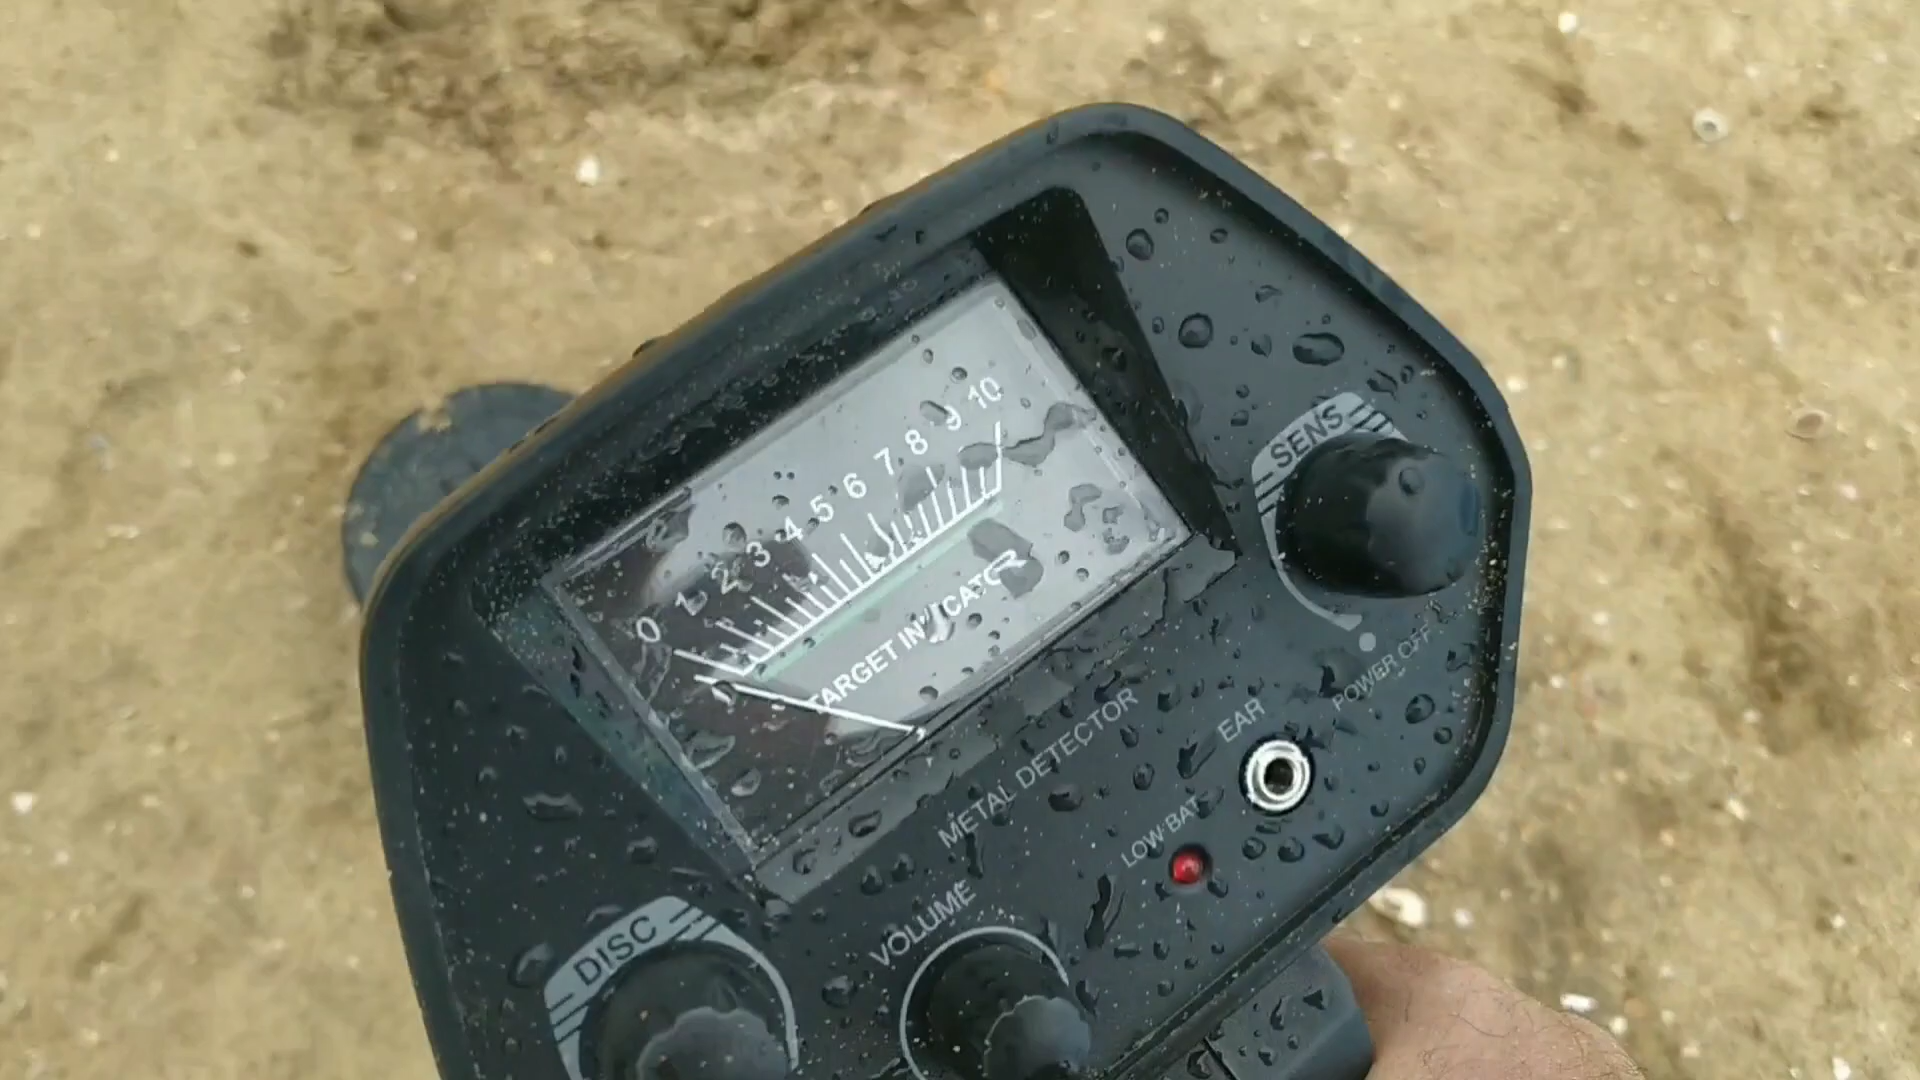 SENS
0 1 2 3 4 5 6 7 8 9 10
TARGET INDICATOR
METAL DETECTOR
POWER OFF
EAR
LOW BAT
VOLUME
DISC